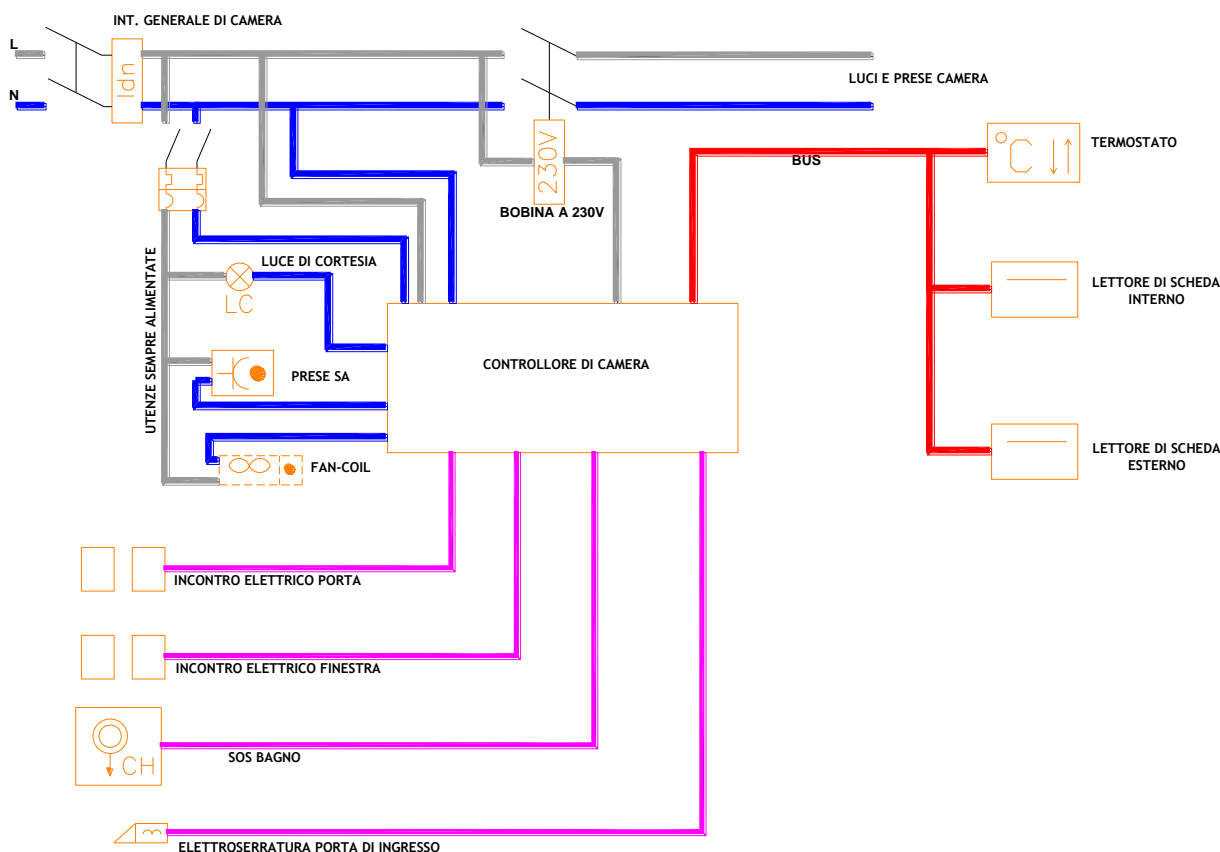 INT. GENERALE DI CAMERA
L
N
Idn
LUCI E PRESE CAMERA
230V
BOBINA A 230V
BUS
°C
TERMOSTATO
UTENZE SEMPRE ALIMENTATE
LUCE DI CORTESIA
LC
LETTORE DI SCHEDA
INTERNO
CONTROLLORE DI CAMERA
PRESE SA
FAN-COIL
LETTORE DI SCHEDA
ESTERNO
INCONTRO ELETTRICO PORTA
INCONTRO ELETTRICO FINESTRA
CH
SOS BAGNO
ELETTROSERRATURA PORTA DI INGRESSO